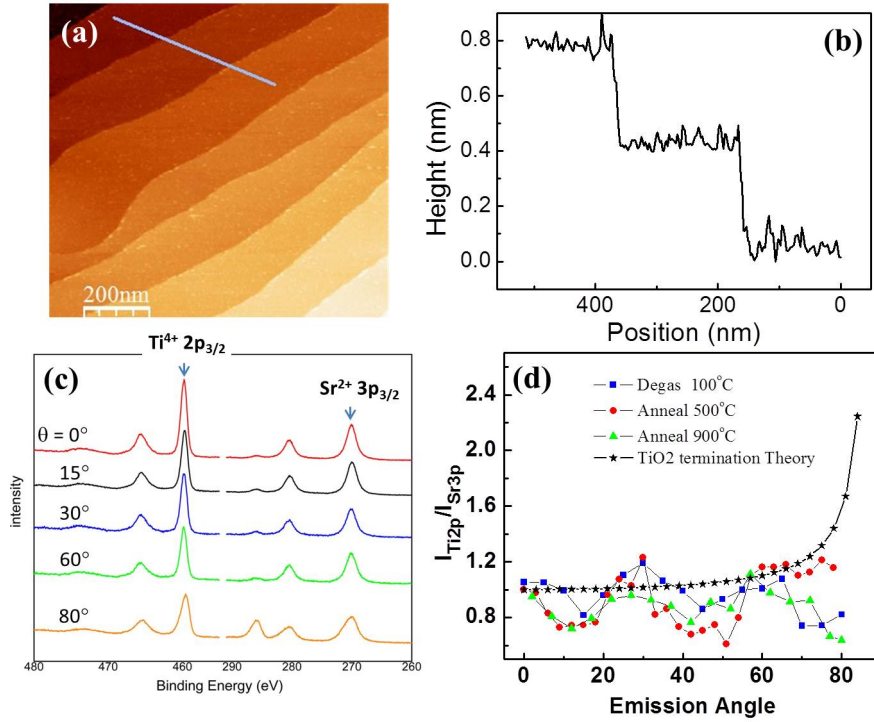 (a)
200nm
(b)
Height (nm)
0.8
0.6
0.4
0.2
0.0
400
200
0
Position (nm)
(c)
Ti⁴⁺ 2p₃/₂
Sr²⁺ 3p₃/₂
θ = 0°
15°
30°
60°
80°
intensity
480
470
460
290
280
270
260
Binding Energy (eV)
(d)
Degas 100°C
Anneal 500°C
Anneal 900°C
TiO2 termination Theory
I_Ti2p/I_Sr3p
2.4
2.0
1.6
1.2
0.8
0
20
40
60
80
Emission Angle